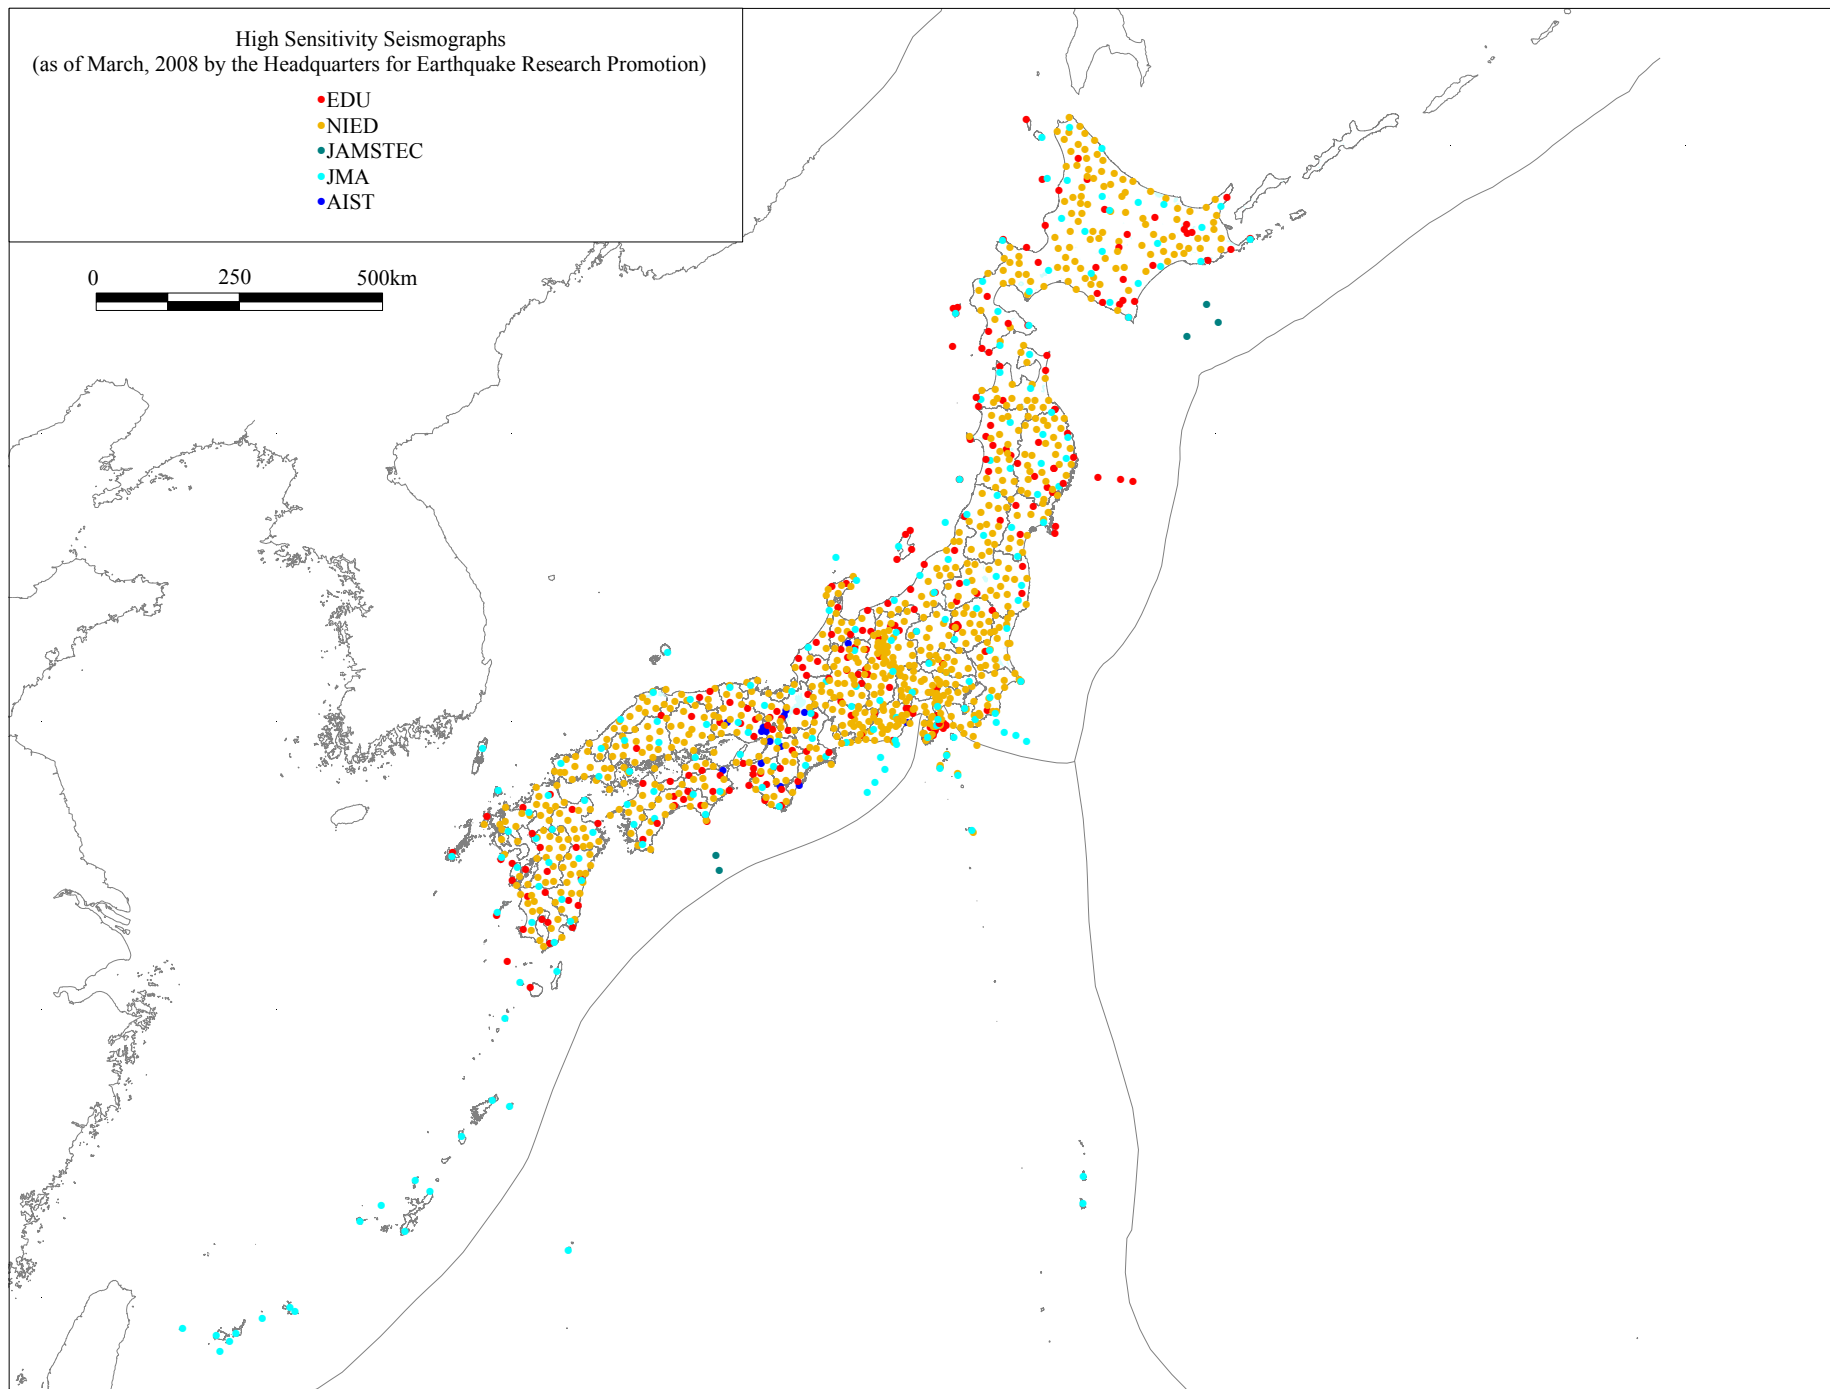 High Sensitivity Seismographs
(as of March, 2008 by the Headquarters for Earthquake Research Promotion)
EDU
NIED
JAMSTEC
JMA
AIST
0 250 500km